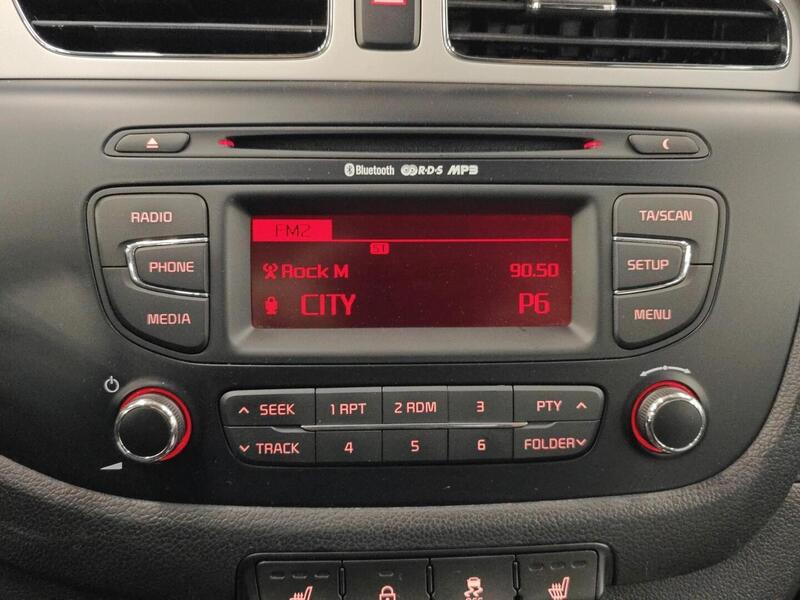 Bluetooth R·D·S MP3
RADIO
PHONE
MEDIA
FM2
ST
Rock M 90.50
CITY P6
TA/SCAN
SETUP
MENU
SEEK 1 RPT 2 RDM 3 PTY
TRACK 4 5 6 FOLDER